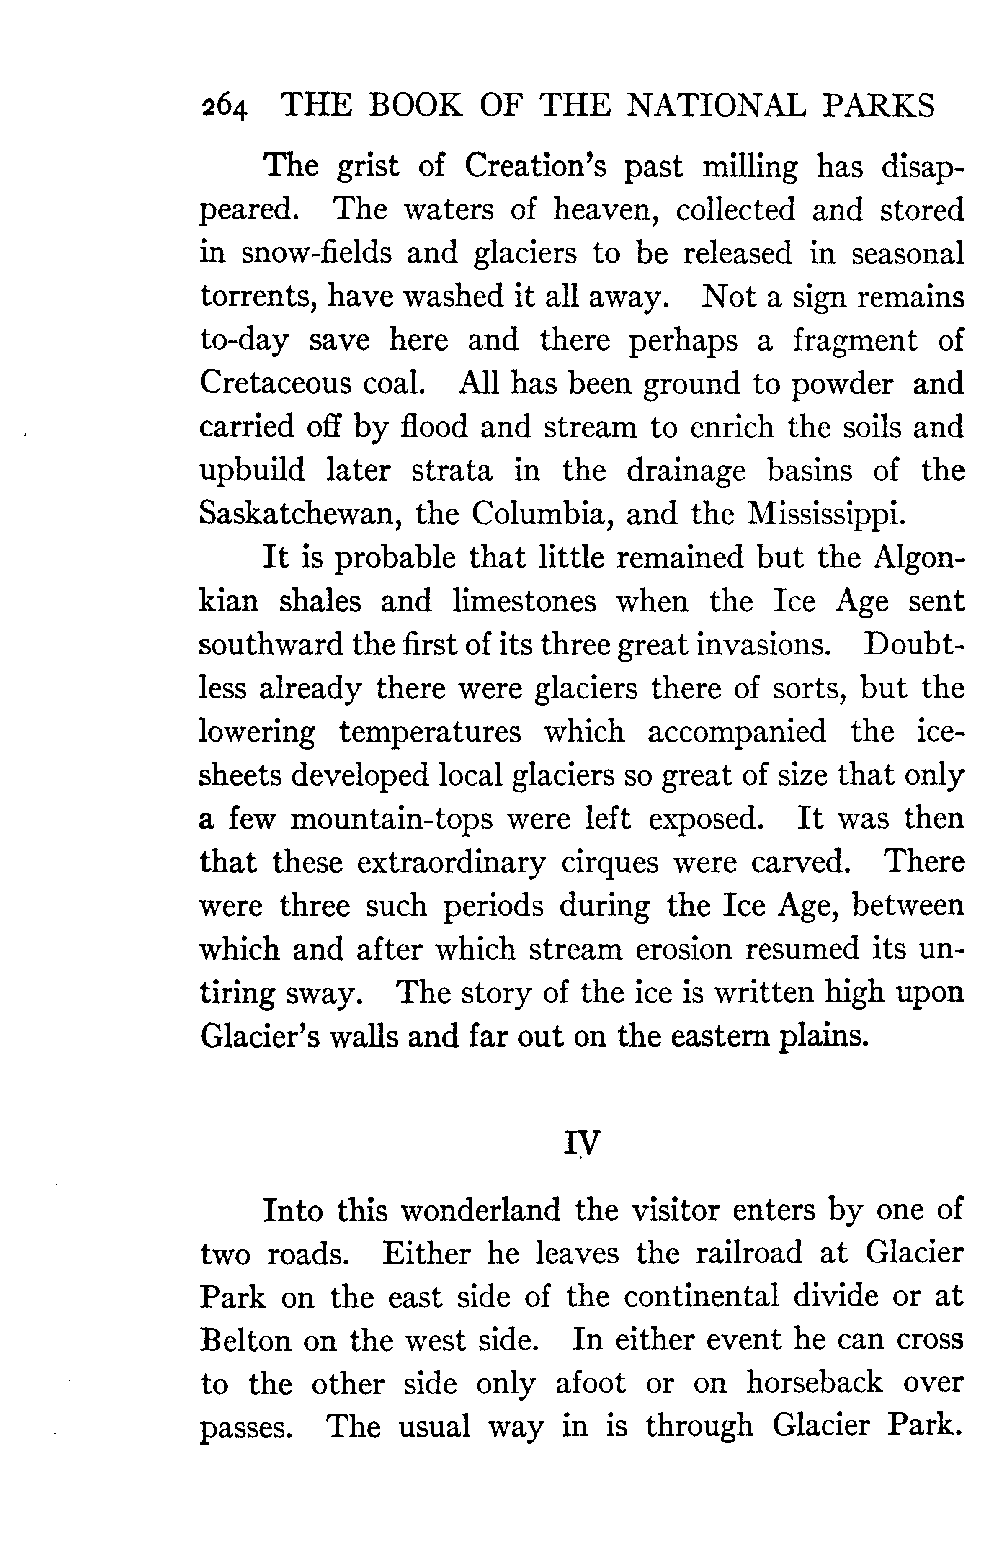 264 THE BOOK OF THE NATIONAL PARKS
The grist of Creation's past milling has disap-
peared. The waters of heaven, collected and stored
in snow-fields and glaciers to be released in seasonal
torrents, have washed it all away. Not a sign remains
to-day save here and there perhaps a fragment of
Cretaceous coal. All has been ground to powder and
carried off by flood and stream to enrich the soils and
upbuild later strata in the drainage basins of the
Saskatchewan, the Columbia, and the Mississippi.
It is probable that little remained but the Algon-
kian shales and limestones when the Ice Age sent
southward the first of its three great invasions. Doubt-
less already there were glaciers there of sorts, but the
lowering temperatures which accompanied the ice-
sheets developed local glaciers so great of size that only
a few mountain-tops were left exposed. It was then
that these extraordinary cirques were carved. There
were three such periods during the Ice Age, between
which and after which stream erosion resumed its un-
tiring sway. The story of the ice is written high upon
Glacier's walls and far out on the eastern plains.
IV
Into this wonderland the visitor enters by one of
two roads. Either he leaves the railroad at Glacier
Park on the east side of the continental divide or at
Belton on the west side. In either event he can cross
to the other side only afoot or on horseback over
passes. The usual way in is through Glacier Park.